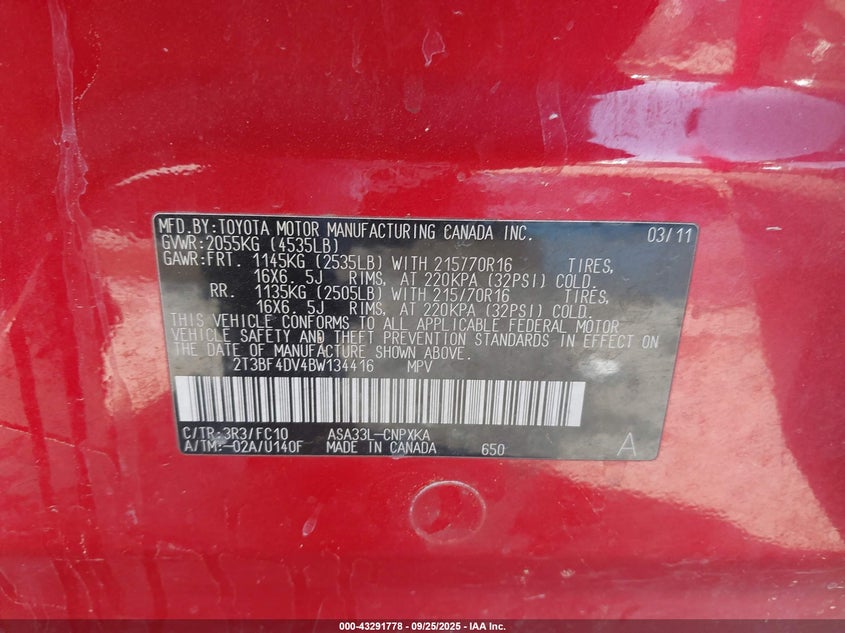 MFD.BY:TOYOTA MOTOR MANUFACTURING CANADA INC. 03/11
GVWR:2055KG (4535LB)
GAWR:FRT. 1145KG (2535LB) WITH 215770R16 TIRES,
16X6. 5J RIMS, AT 220KPA (32PSI) COLD.
RR. 1135KG (2505LB) WITH 215/70R16 TIRES,
16X6. 5J RIMS, AT 220KPA (32PSI) COLD.
THIS VEHICLE CONFORMS TO ALL APPLICABLE FEDERAL MOTOR
VEHICLE SAFETY AND THEFT PREVENTION STANDARDS IN EFFECT ON
THE DATE OF MANUFACTURE SHOWN ABOVE.
2T3BF4DV4BW134416 MPV
C/TR:3R3/FC10 ASA33L-CNPXKA
A/TM:-02A/U140F MADE IN CANADA 650 A
000-43291778 - 09/25/2025 - IAA Inc.